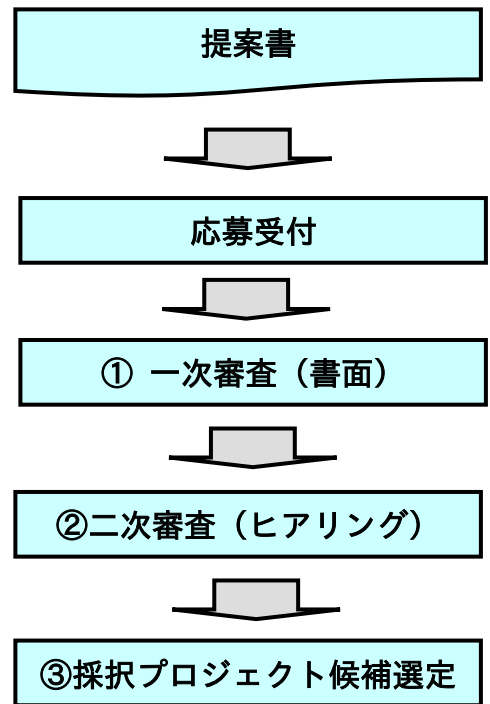 提案書
応募受付
① 一次審査（書面）
②二次審査（ヒアリング）
③採択プロジェクト候補選定